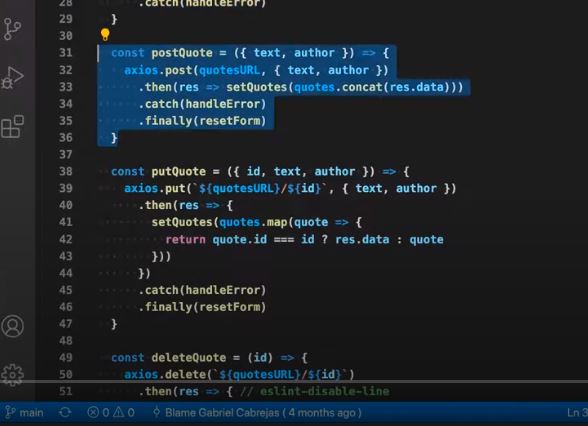 28 .catch(handleError)
29 }
30
31 const postQuote = ({ text, author }) => {
32 axios.post(quotesURL, { text, author })
33 .then(res => setQuotes(quotes.concat(res.data)))
34 .catch(handleError)
35 .finally(resetForm)
36 }
37
38 const putQuote = ({ id, text, author }) => {
39 axios.put(`${quotesURL}/${id}`, { text, author })
40 .then(res => {
41 setQuotes(quotes.map(quote => {
42 return quote.id === id ? res.data : quote
43 }))
44 })
45 .catch(handleError)
46 .finally(resetForm)
47 }
48
49 const deleteQuote = (id) => {
50 axios.delete(`${quotesURL}/${id}`)
51 .then(res => { // eslint-disable-line
main 0 0 Blame Gabriel Cabrejas ( 4 months ago ) Ln 3